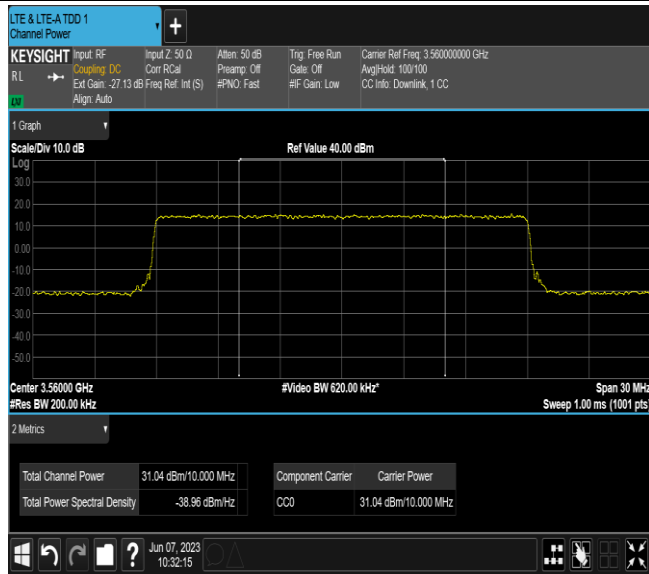 LTE & LTE-A TDD 1
Channel Power
+
KEYSIGHT Input: RF Input Z: 50 Ω Atten: 50 dB Trig: Free Run Carrier Ref Freq: 3.560000000 GHz
RL Coupling: DC Corr RCal Preamp: Off Gate: Off Avg|Hold: 100/100
Ext Gain: -27.13 dB Freq Ref: Int (S) #PNO: Fast #IF Gain: Low CC Info: Downlink, 1 CC
Align: Auto
1 Graph
Scale/Div 10.0 dB Ref Value 40.00 dBm
Log
30.0
20.0
10.0
0.00
-10.0
-20.0
-30.0
-40.0
-50.0
Center 3.56000 GHz #Video BW 620.00 kHz* Span 30 MHz
#Res BW 200.00 kHz Sweep 1.00 ms (1001 pts)
2 Metrics
Total Channel Power 31.04 dBm/10.000 MHz Component Carrier Carrier Power
Total Power Spectral Density -38.96 dBm/Hz CC0 31.04 dBm/10.000 MHz
? Jun 07, 2023
10:32:15